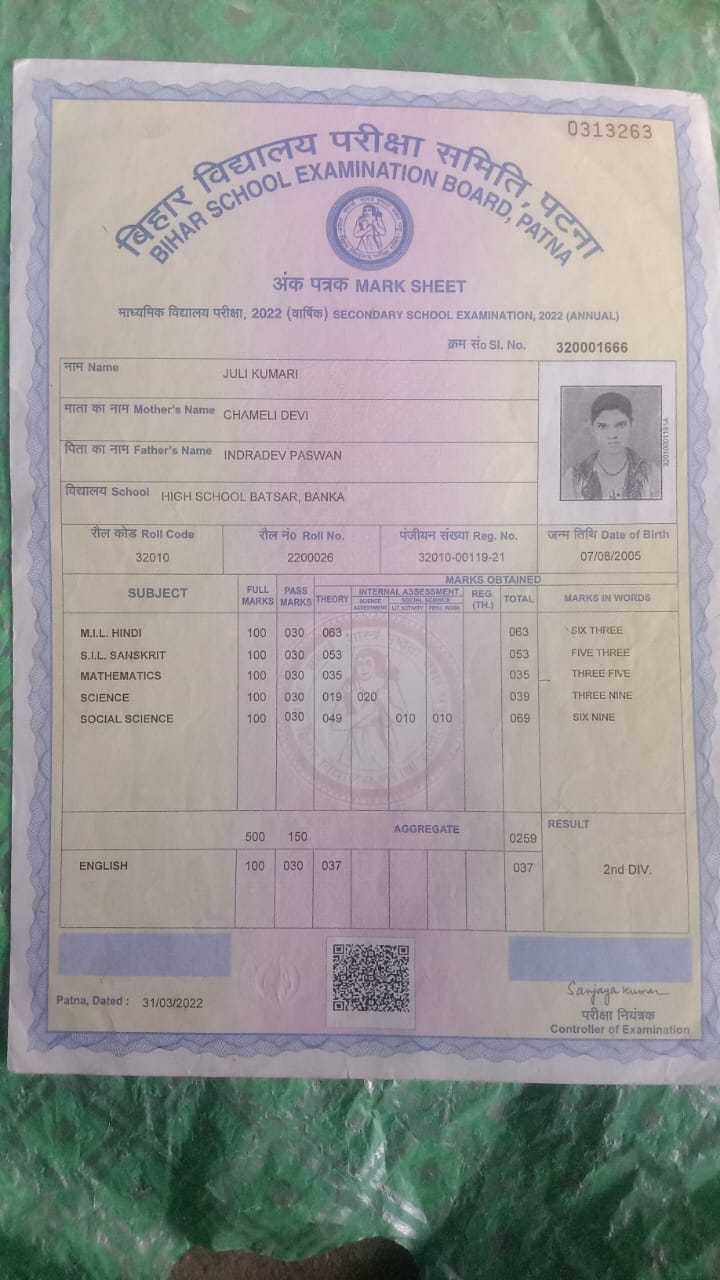 0313263
बिहार विद्यालय परीक्षा समिति, पटना
BIHAR SCHOOL EXAMINATION BOARD, PATNA
अंक पत्रक MARK SHEET
माध्यमिक विद्यालय परीक्षा, 2022 (वार्षिक) SECONDARY SCHOOL EXAMINATION, 2022 (ANNUAL)
क्रम सं० Sl. No. 320001666
नाम Name JULI KUMARI
माता का नाम Mother's Name CHAMELI DEVI
पिता का नाम Father's Name INDRADEV PASWAN
विद्यालय School HIGH SCHOOL BATSAR, BANKA
रौल कोड Roll Code रौल नं० Roll No. पंजीयन संख्या Reg. No. जन्म तिथि Date of Birth
32010 2200026 32010-00119-21 07/08/2005
MARKS OBTAINED
SUBJECT FULL MARKS PASS MARKS THEORY INTERNAL ASSESSMENT REG. (TH.) TOTAL MARKS IN WORDS
SCIENCE ASSESSMENT SOCIAL SCIENCE
M.I.L. HINDI 100 030 063 063 SIX THREE
S.I.L. SANSKRIT 100 030 053 053 FIVE THREE
MATHEMATICS 100 030 035 035 THREE FIVE
SCIENCE 100 030 019 020 039 THREE NINE
SOCIAL SCIENCE 100 030 049 010 010 069 SIX NINE
500 150 AGGREGATE 0259 RESULT
ENGLISH 100 030 037 037 2nd DIV.
Patna, Dated : 31/03/2022
Sanjaya Kumar
परीक्षा नियंत्रक
Controller of Examination